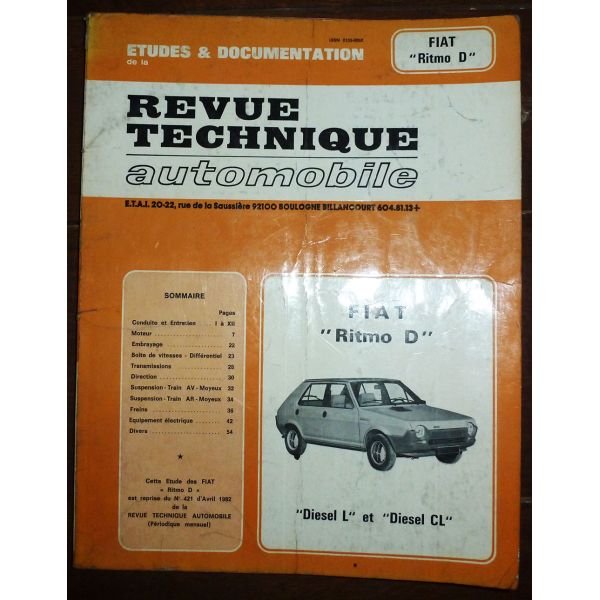 ISSN 0150-
ETUDES & DOCUMENTATION
de la
FIAT
"Ritmo D"
REVUE
TECHNIQUE
automobile
E.T.A.I. 20-22, rue de la Saussière 92100 BOULOGNE BILLANCOURT 604.81.13+
SOMMAIRE
Pages
Conduite et Entretien .... I à XII
Moteur .................... 7
Embrayage ................. 22
Boîte de vitesses - Différentiel 23
Transmissions ............. 28
Direction ................. 30
Suspension - Train AV - Moyeux 32
Suspension - Train AR - Moyeux 34
Freins .................... 36
Equipement électrique ..... 42
Divers .................... 54
★
Cette Etude des FIAT
« Ritmo D »
est reprise du N° 421 d'Avril 1982
de la
REVUE TECHNIQUE AUTOMOBILE
(Périodique mensuel)
FIAT
"Ritmo D"
"Diesel L" et "Diesel CL"